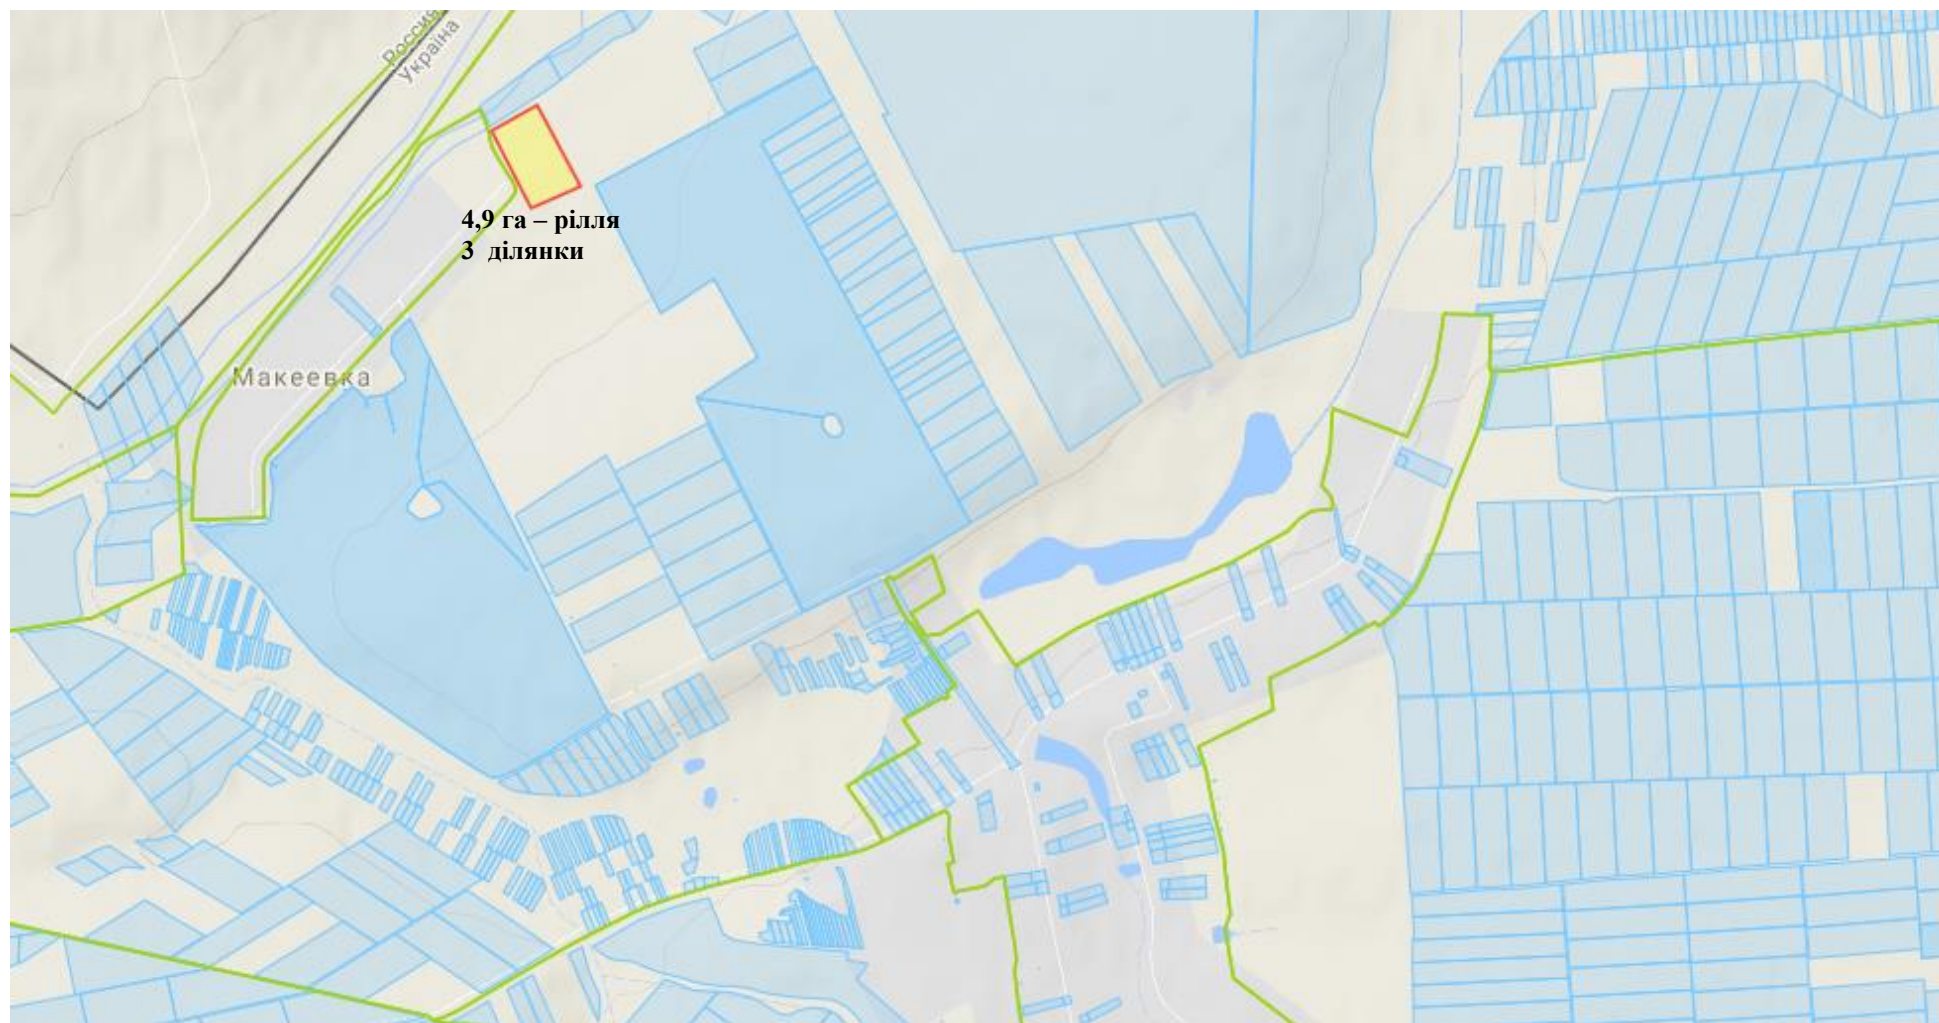 Россия
Україна
4,9 га – рілля
3 ділянки
Макеевка